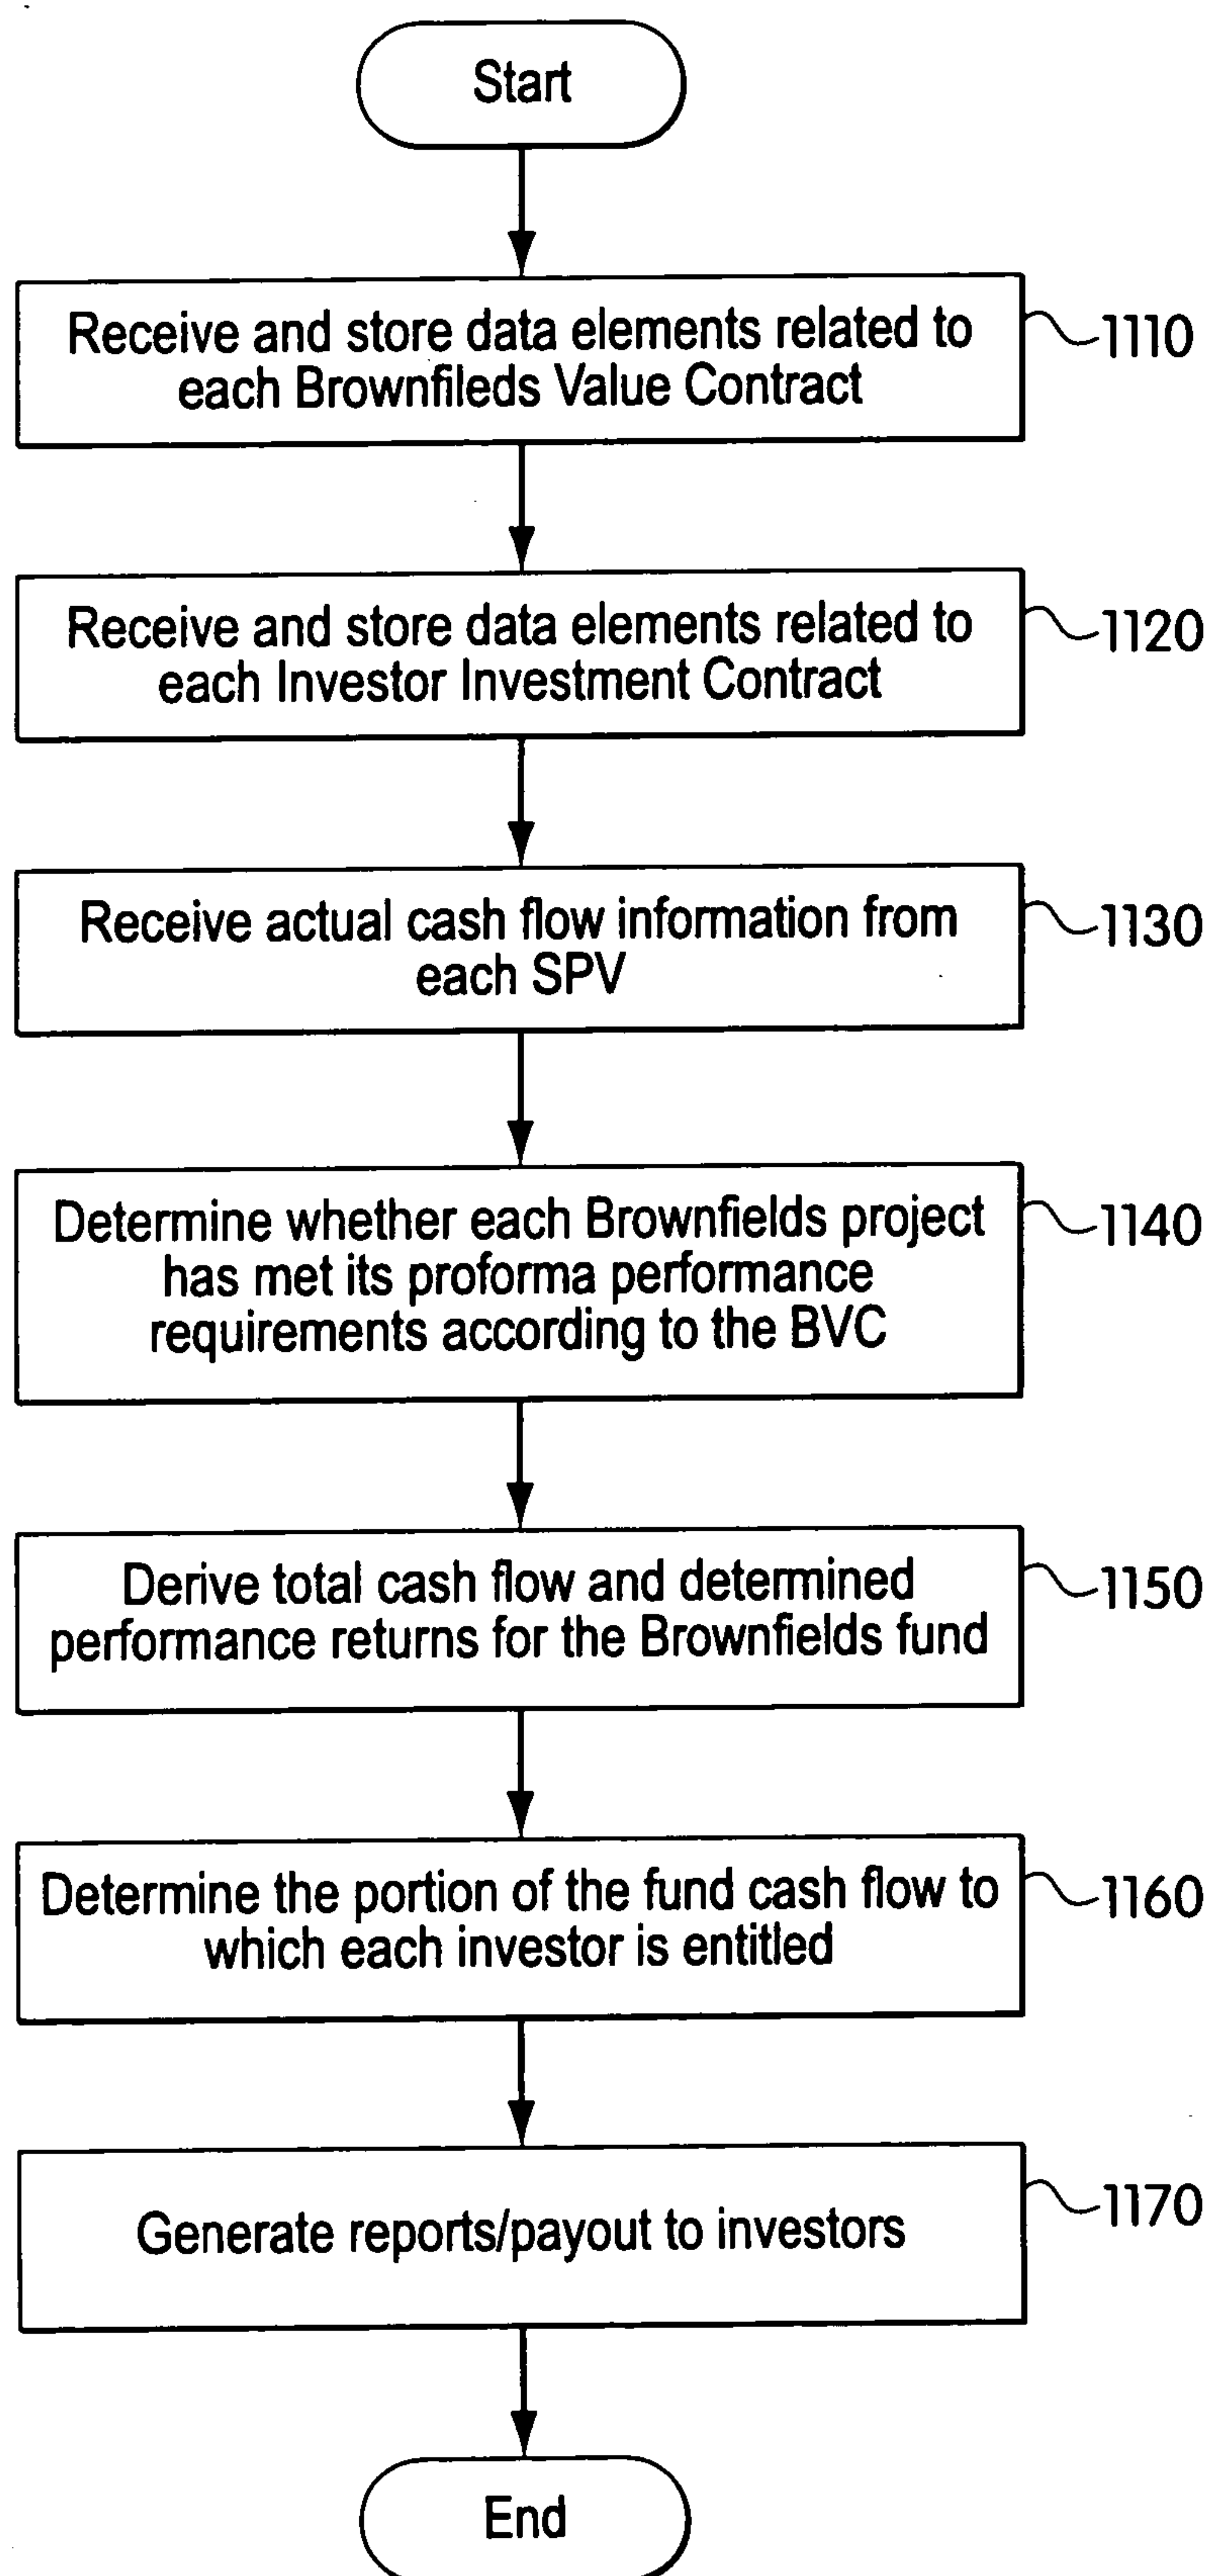 Start
Receive and store data elements related to
each Brownfileds Value Contract
1110
Receive and store data elements related to
each Investor Investment Contract
1120
Receive actual cash flow information from
each SPV
1130
Determine whether each Brownfields project
has met its proforma performance
requirements according to the BVC
1140
Derive total cash flow and determined
performance returns for the Brownfields fund
1150
Determine the portion of the fund cash flow to
which each investor is entitled
1160
Generate reports/payout to investors
1170
End